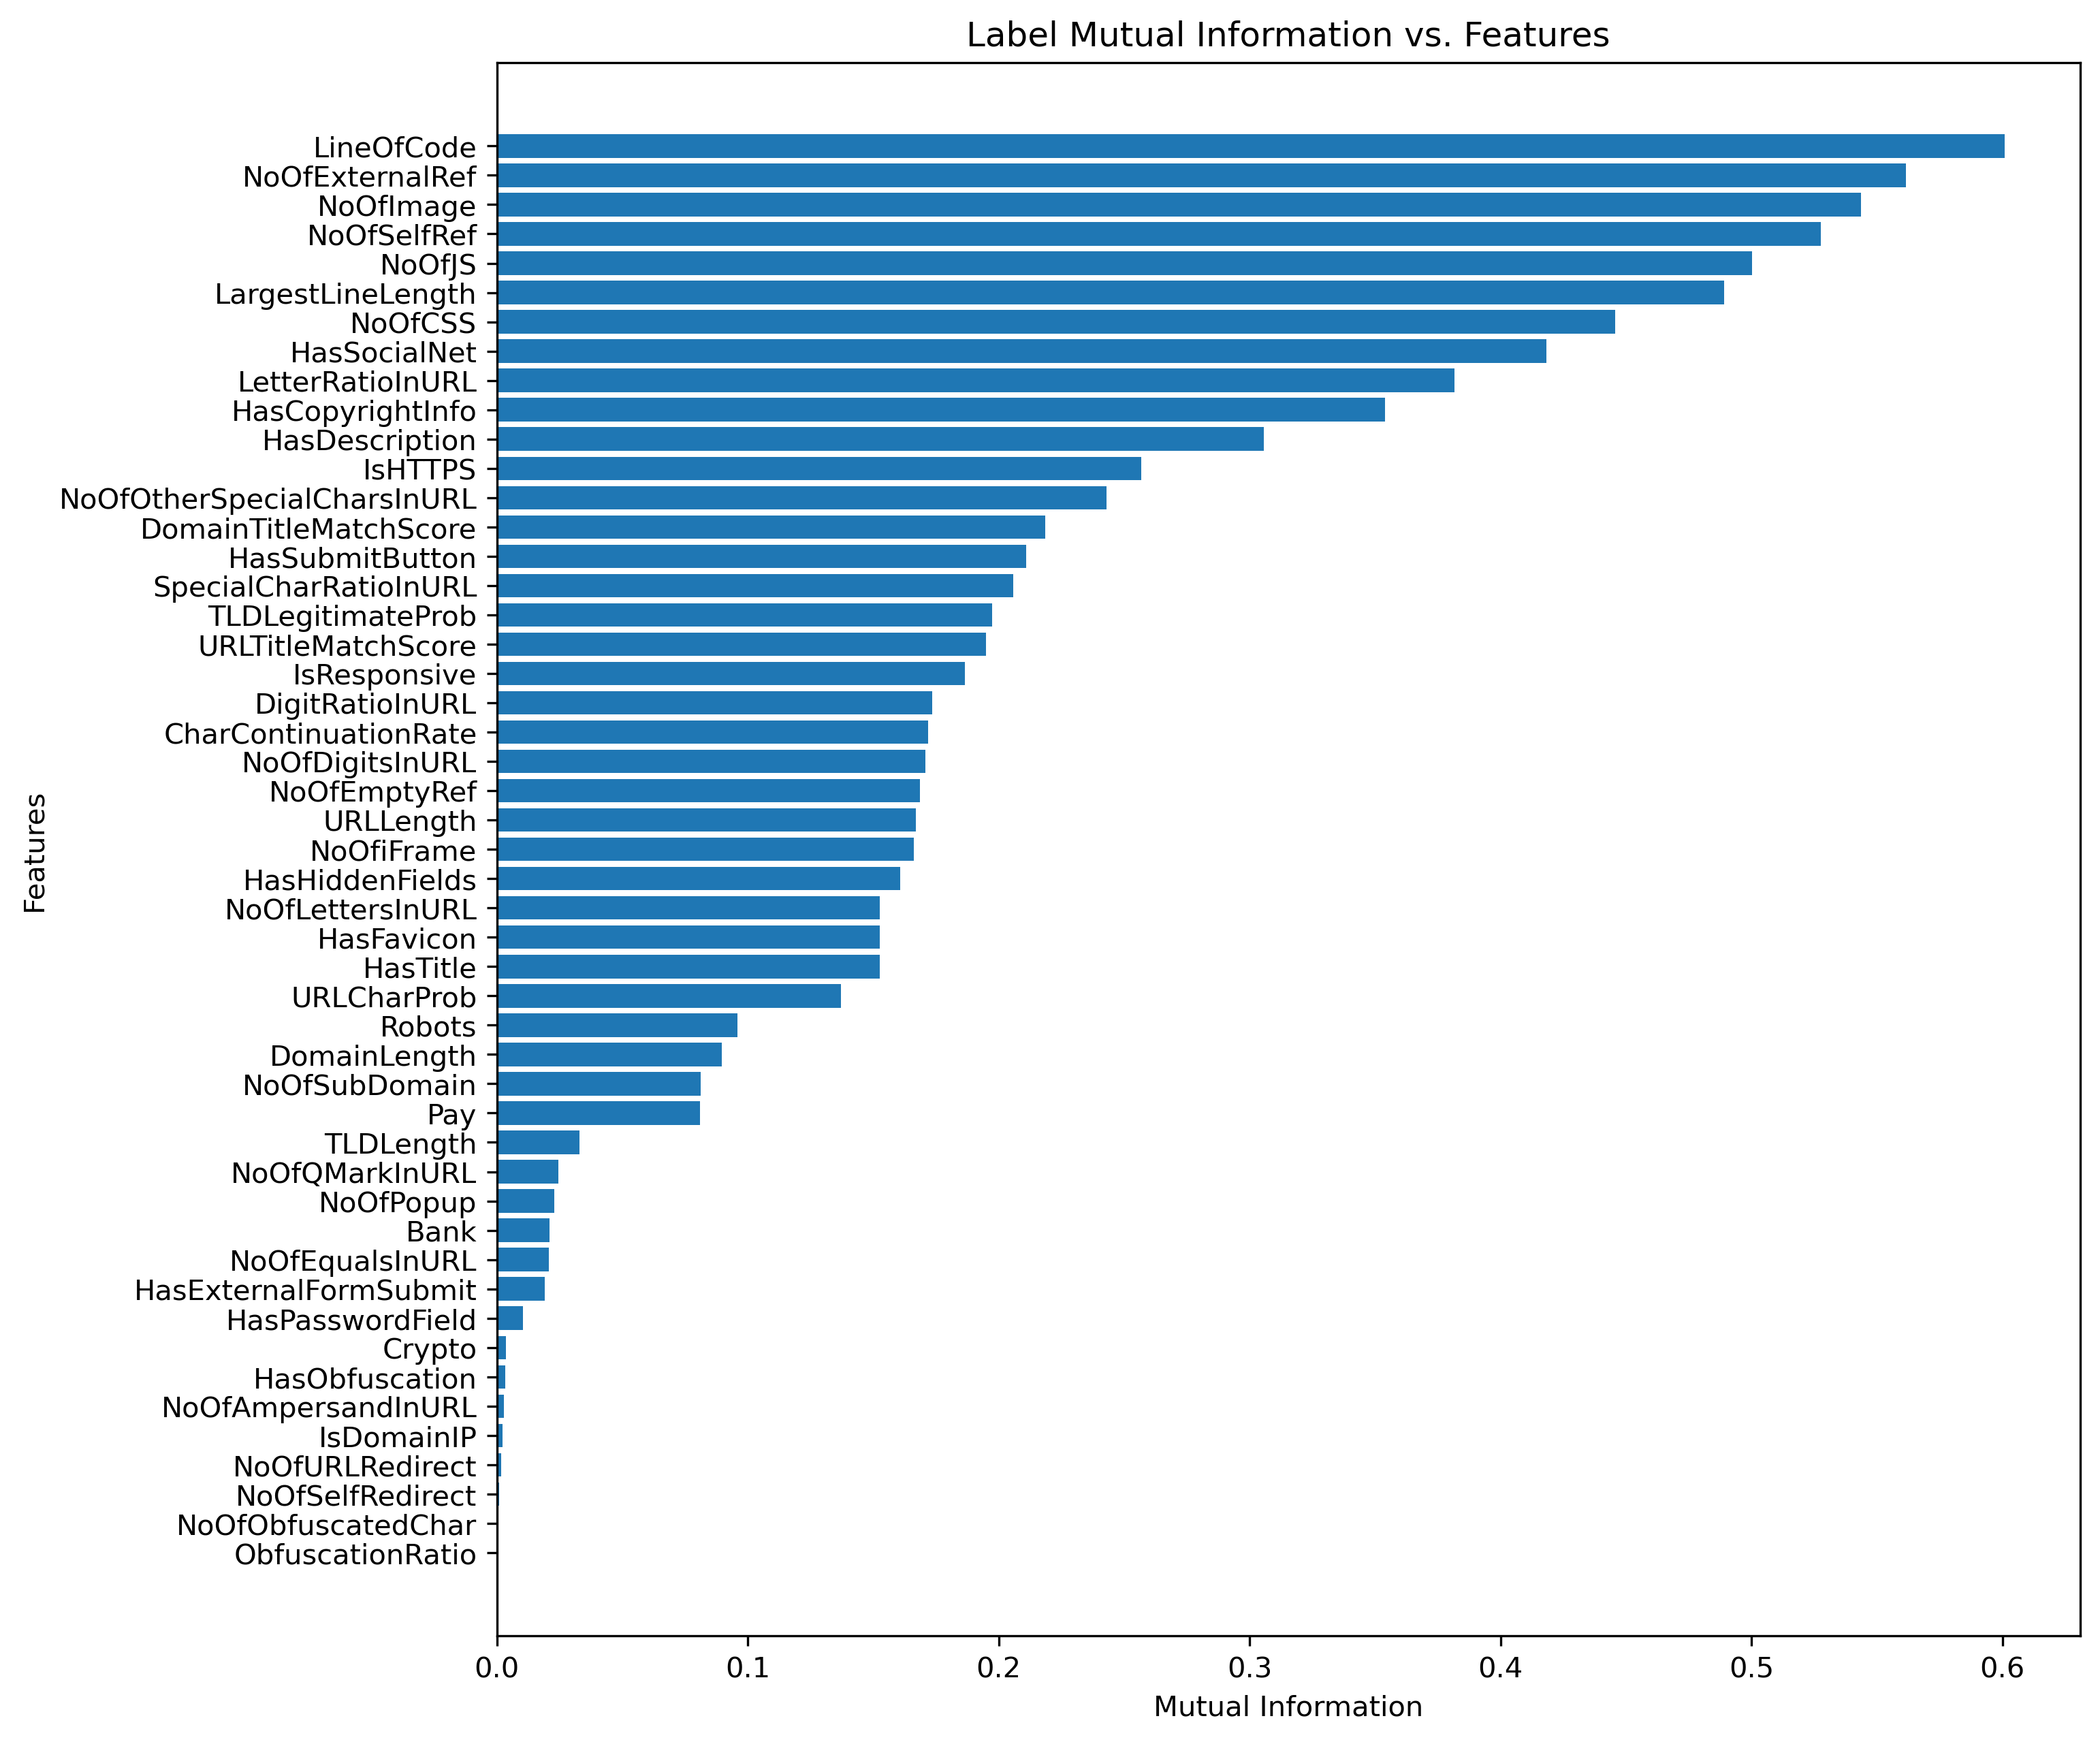 Label Mutual Information vs. Features
LineOfCode
NoOfExternalRef
NoOfImage
NoOfSelfRef
NoOfJS
LargestLineLength
NoOfCSS
HasSocialNet
LetterRatioInURL
HasCopyrightInfo
HasDescription
IsHTTPS
NoOfOtherSpecialCharsInURL
DomainTitleMatchScore
HasSubmitButton
SpecialCharRatioInURL
TLDLegitimateProb
URLTitleMatchScore
IsResponsive
DigitRatioInURL
CharContinuationRate
NoOfDigitsInURL
NoOfEmptyRef
URLLength
NoOfiFrame
HasHiddenFields
NoOfLettersInURL
HasFavicon
HasTitle
URLCharProb
Robots
DomainLength
NoOfSubDomain
Pay
TLDLength
NoOfQMarkInURL
NoOfPopup
Bank
NoOfEqualsInURL
HasExternalFormSubmit
HasPasswordField
Crypto
HasObfuscation
NoOfAmpersandInURL
IsDomainIP
NoOfURLRedirect
NoOfSelfRedirect
NoOfObfuscatedChar
ObfuscationRatio
Features
0.0 0.1 0.2 0.3 0.4 0.5 0.6
Mutual Information